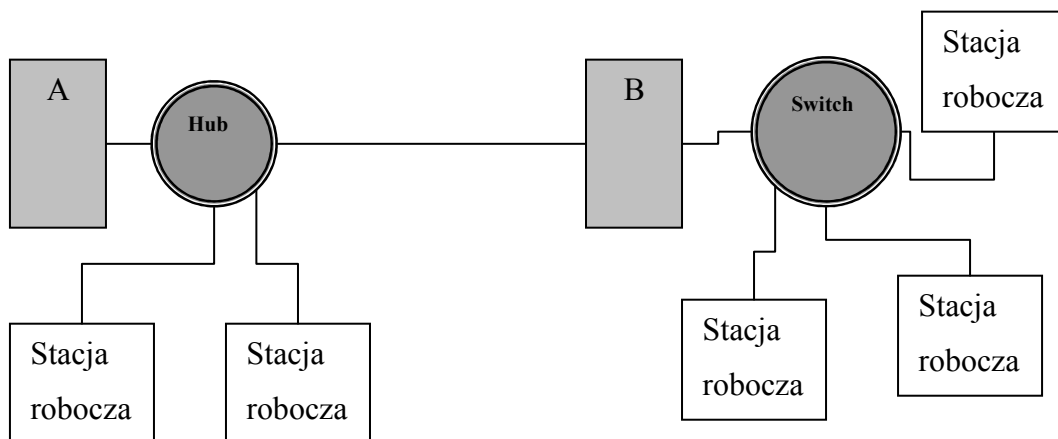 A
Hub
B
Switch
Stacja
robocza
Stacja
robocza
Stacja
robocza
Stacja
robocza
Stacja
robocza